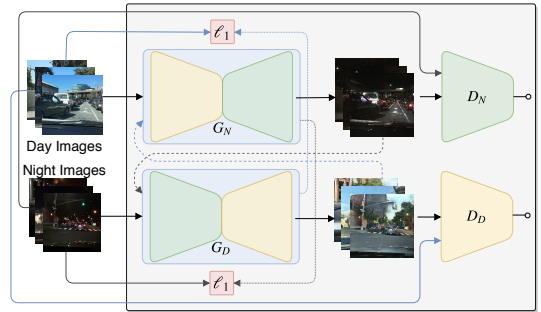 ℓ₁
G_N
D_N
Day Images
Night Images
G_D
D_D
ℓ₁